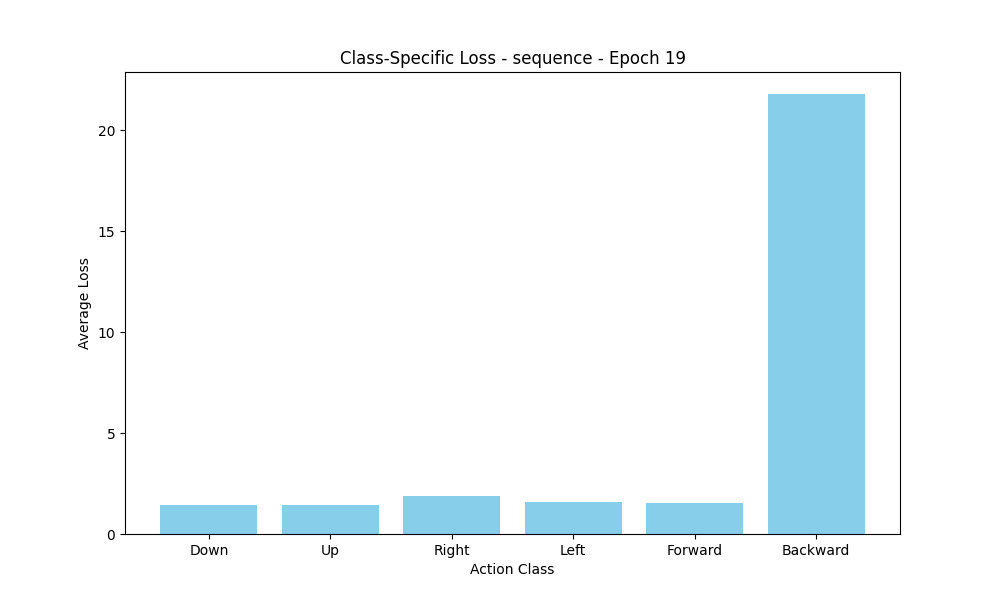 Class-Specific Loss - sequence - Epoch 19
Average Loss
20
15
10
5
0
Down Up Right Left Forward Backward
Action Class